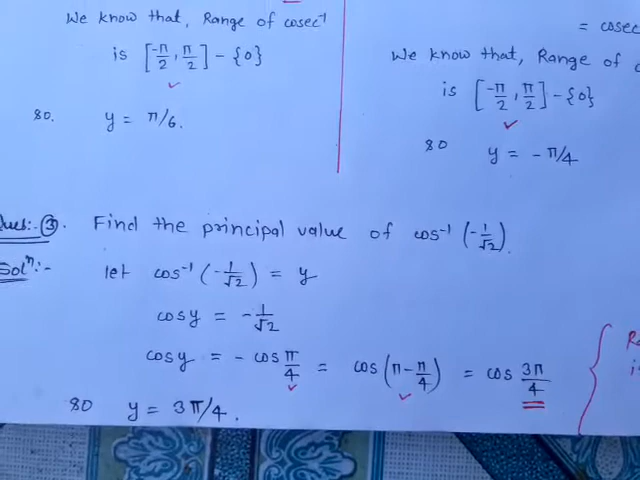 We know that, Range of cosec⁻¹
is [-π/2, π/2] - {0}
so. y = π/6.
= cosec
We know that, Range of
is [-π/2, π/2] - {0}
so y = -π/4
Ques:- ③. Find the principal value of cos⁻¹(-1/√2).
Solⁿ:- let cos⁻¹(-1/√2) = y
cosy = -1/√2
cosy = - cos π/4 = cos(π - π/4) = cos 3π/4
so y = 3π/4.